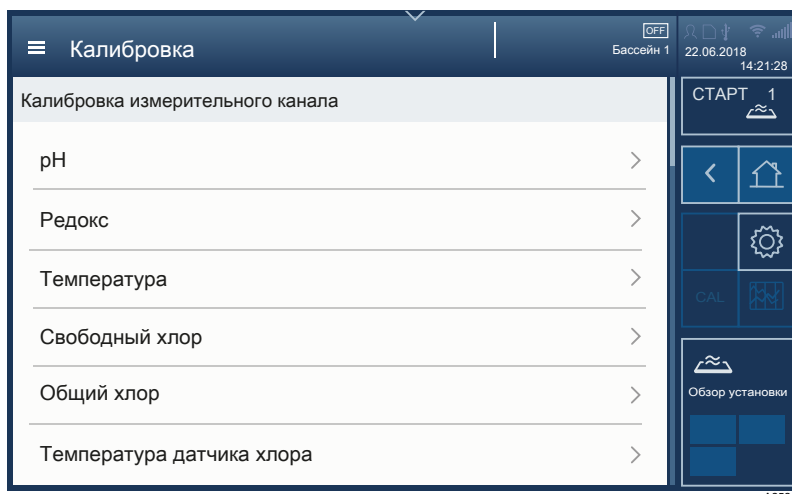 Калибровка
OFF
Бассейн 1
22.06.2018
14:21:28
Калибровка измерительного канала
pH
Редокс
Температура
Свободный хлор
Общий хлор
Температура датчика хлора
СТАРТ 1
CAL
Обзор установки